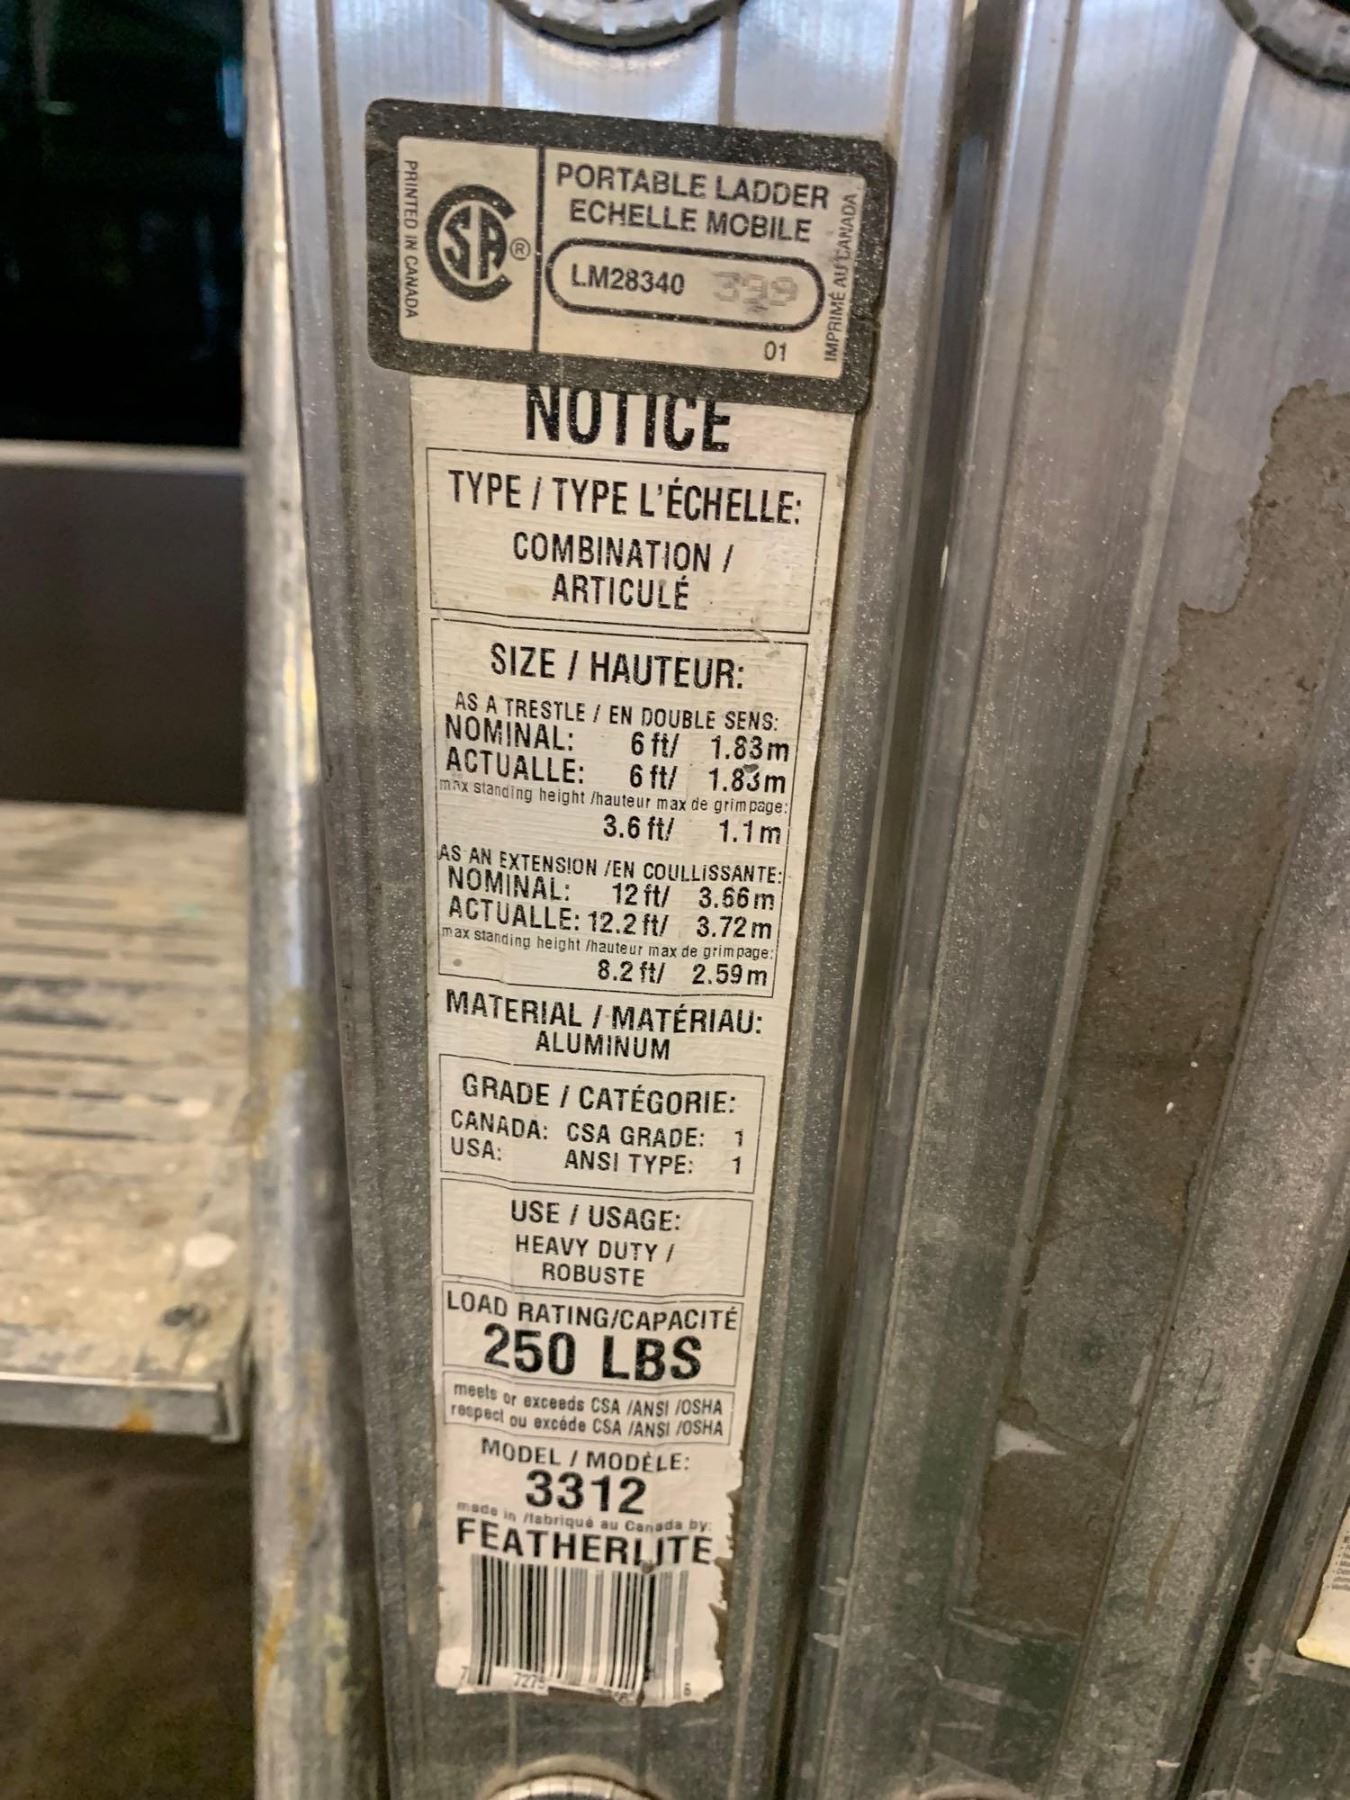 PRINTED IN CANADA
CSA®
PORTABLE LADDER
ECHELLE MOBILE
LM28340 399
01
IMPRIMÉ AU CANADA
NOTICE
TYPE / TYPE L'ÉCHELLE:
COMBINATION /
ARTICULÉ
SIZE / HAUTEUR:
AS A TRESTLE / EN DOUBLE SENS:
NOMINAL: 6 ft/ 1.83m
ACTUALLE: 6 ft/ 1.83m
max standing height /hauteur max de grimpage:
3.6 ft/ 1.1m
AS AN EXTENSION /EN COULLISSANTE:
NOMINAL: 12 ft/ 3.66m
ACTUALLE: 12.2 ft/ 3.72m
max standing height /hauteur max de grimpage:
8.2 ft/ 2.59m
MATERIAL / MATÉRIAU:
ALUMINUM
GRADE / CATÉGORIE:
CANADA: CSA GRADE: 1
USA: ANSI TYPE: 1
USE / USAGE:
HEAVY DUTY /
ROBUSTE
LOAD RATING/CAPACITÉ
250 LBS
meets or exceeds CSA /ANSI /OSHA
respect ou excéde CSA /ANSI /OSHA
MODEL / MODÈLE:
3312
made in /fabriqué au Canada by:
FEATHERLITE
7 6